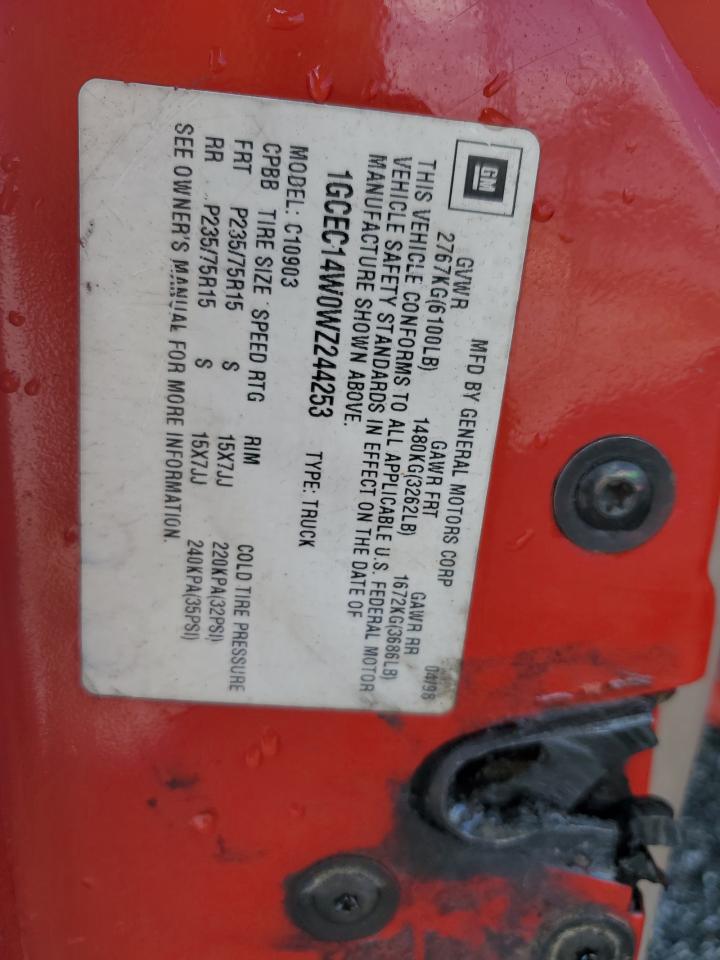 GM
MFD BY GENERAL MOTORS CORP 04/98
GVWR GAWR FRT GAWR RR
2767KG(6100LB) 1480KG(3262LB) 1672KG(3686LB)
THIS VEHICLE CONFORMS TO ALL APPLICABLE U.S. FEDERAL MOTOR
VEHICLE SAFETY STANDARDS IN EFFECT ON THE DATE OF
MANUFACTURE SHOWN ABOVE.
1GCEC14W0WZ244253 TYPE: TRUCK
MODEL: C10903
CPBB TIRE SIZE SPEED RTG RIM COLD TIRE PRESSURE
FRT P235/75R15 S 15X7JJ 220KPA(32PSI)
RR P235/75R15 S 15X7JJ 240KPA(35PSI)
SEE OWNER'S MANUAL FOR MORE INFORMATION.